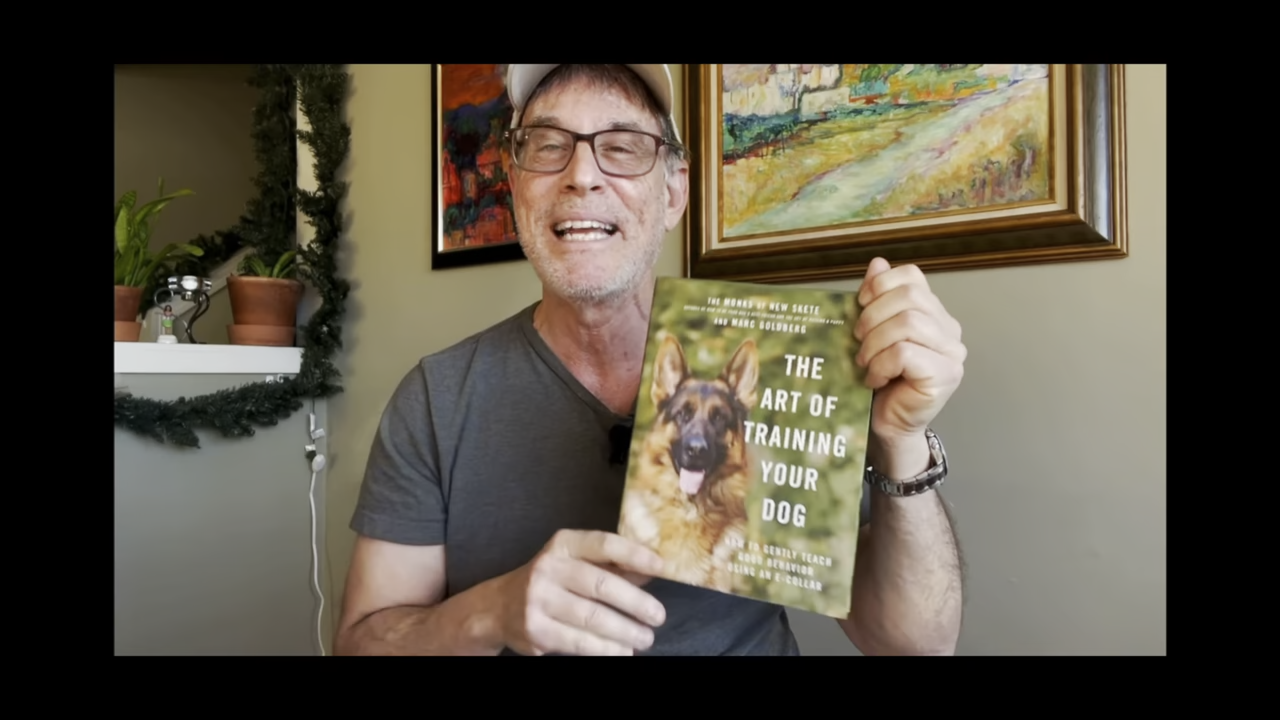 THE MONKS OF NEW SKETE
AND MARC GOLDBERG
THE
ART OF
TRAINING
YOUR
DOG
HOW TO GENTLY TEACH
GOOD BEHAVIOR
USING AN E-COLLAR